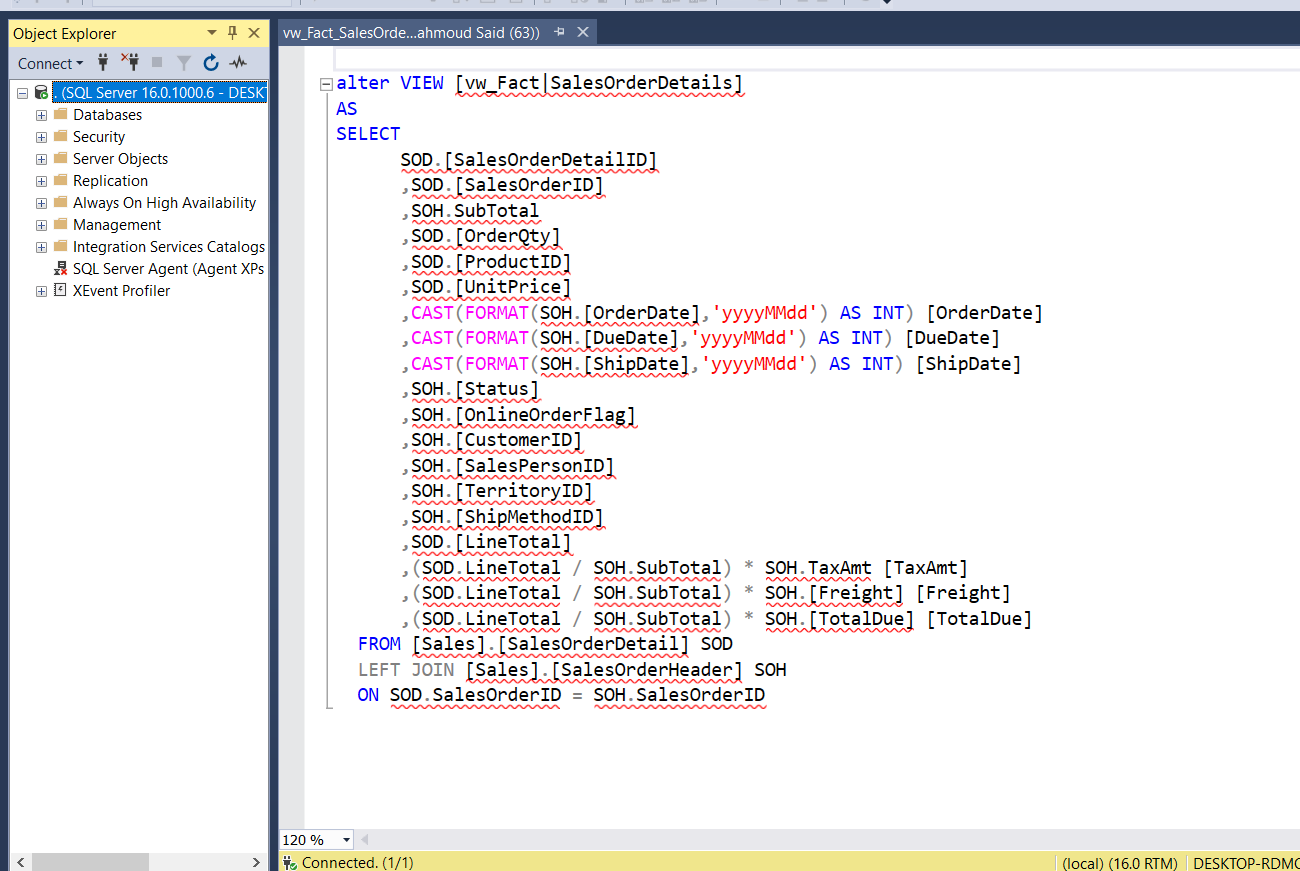 Object Explorer
Connect
. (SQL Server 16.0.1000.6 - DESKT
Databases
Security
Server Objects
Replication
Always On High Availability
Management
Integration Services Catalogs
SQL Server Agent (Agent XPs
XEvent Profiler
vw_Fact_SalesOrde...ahmoud Said (63))
alter VIEW [vw_Fact|SalesOrderDetails]
AS
SELECT
SOD.[SalesOrderDetailID]
,SOD.[SalesOrderID]
,SOH.SubTotal
,SOD.[OrderQty]
,SOD.[ProductID]
,SOD.[UnitPrice]
,CAST(FORMAT(SOH.[OrderDate],'yyyyMMdd') AS INT) [OrderDate]
,CAST(FORMAT(SOH.[DueDate],'yyyyMMdd') AS INT) [DueDate]
,CAST(FORMAT(SOH.[ShipDate],'yyyyMMdd') AS INT) [ShipDate]
,SOH.[Status]
,SOH.[OnlineOrderFlag]
,SOH.[CustomerID]
,SOH.[SalesPersonID]
,SOH.[TerritoryID]
,SOH.[ShipMethodID]
,SOD.[LineTotal]
,(SOD.LineTotal / SOH.SubTotal) * SOH.TaxAmt [TaxAmt]
,(SOD.LineTotal / SOH.SubTotal) * SOH.[Freight] [Freight]
,(SOD.LineTotal / SOH.SubTotal) * SOH.[TotalDue] [TotalDue]
FROM [Sales].[SalesOrderDetail] SOD
LEFT JOIN [Sales].[SalesOrderHeader] SOH
ON SOD.SalesOrderID = SOH.SalesOrderID
120 %
Connected. (1/1)
(local) (16.0 RTM)
DESKTOP-RDMO